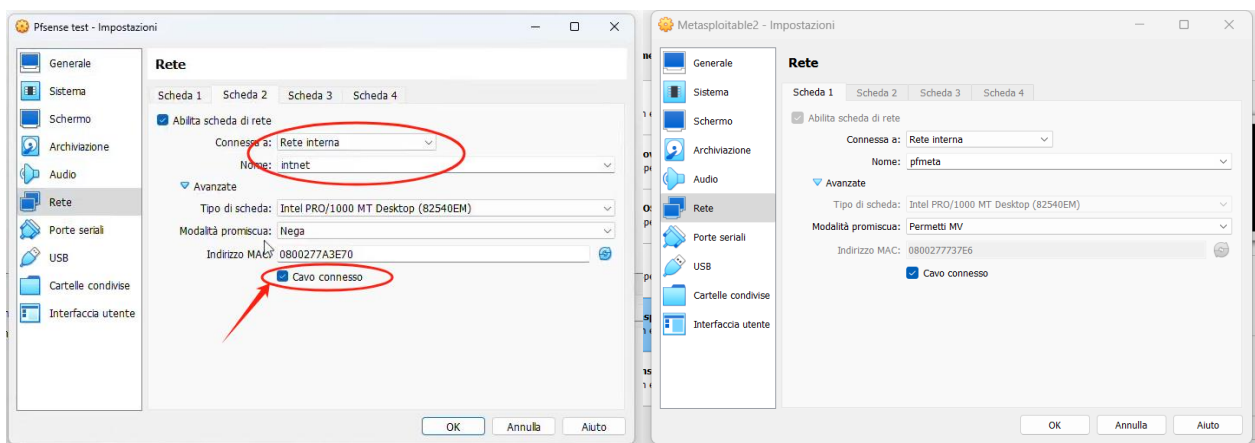 Pfsense test - Impostazioni
Generale
Sistema
Schermo
Archiviazione
Audio
Rete
Porte seriali
USB
Cartelle condivise
Interfaccia utente
Rete
Scheda 1 Scheda 2 Scheda 3 Scheda 4
Abilita scheda di rete
Connessa a: Rete interna
Nome: intnet
Avanzate
Tipo di scheda: Intel PRO/1000 MT Desktop (82540EM)
Modalità promiscua: Nega
Indirizzo MAC: 0800277A3E70
Cavo connesso
OK Annulla Aiuto
Metasploitable2 - Impostazioni
Generale
Sistema
Schermo
Archiviazione
Audio
Rete
Porte seriali
USB
Cartelle condivise
Interfaccia utente
Rete
Scheda 1 Scheda 2 Scheda 3 Scheda 4
Abilita scheda di rete
Connessa a: Rete interna
Nome: pfmeta
Avanzate
Tipo di scheda: Intel PRO/1000 MT Desktop (82540EM)
Modalità promiscua: Permetti MV
Indirizzo MAC: 0800277737E6
Cavo connesso
OK Annulla Aiuto